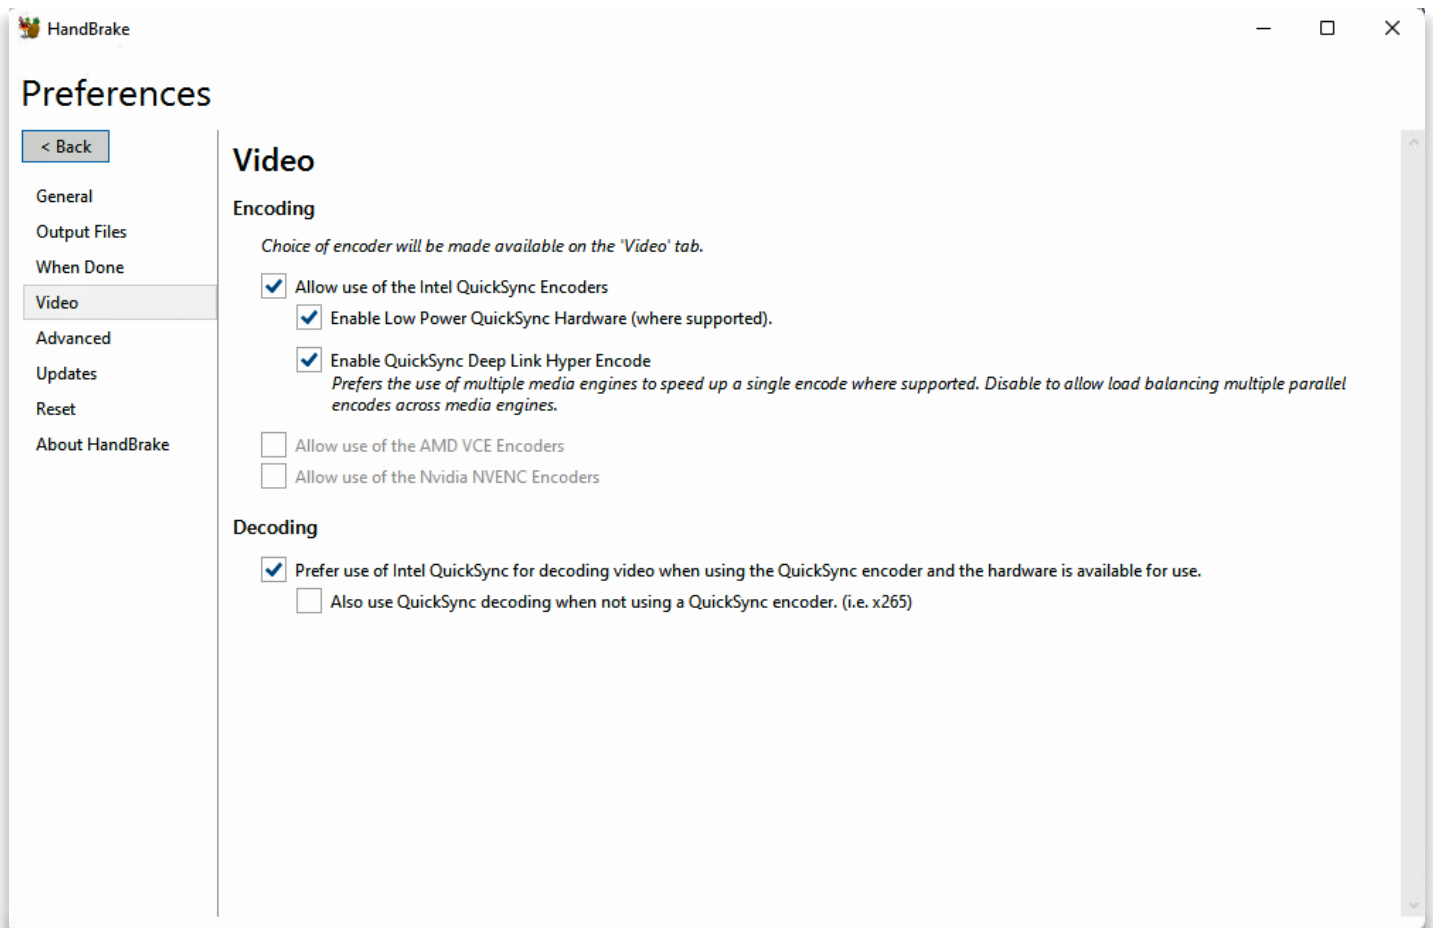 HandBrake
Preferences
< Back
General
Output Files
When Done
Video
Advanced
Updates
Reset
About HandBrake
Video
Encoding
Choice of encoder will be made available on the 'Video' tab.
Allow use of the Intel QuickSync Encoders
Enable Low Power QuickSync Hardware (where supported).
Enable QuickSync Deep Link Hyper Encode
Prefers the use of multiple media engines to speed up a single encode where supported. Disable to allow load balancing multiple parallel
encodes across media engines.
Allow use of the AMD VCE Encoders
Allow use of the Nvidia NVENC Encoders
Decoding
Prefer use of Intel QuickSync for decoding video when using the QuickSync encoder and the hardware is available for use.
Also use QuickSync decoding when not using a QuickSync encoder. (i.e. x265)